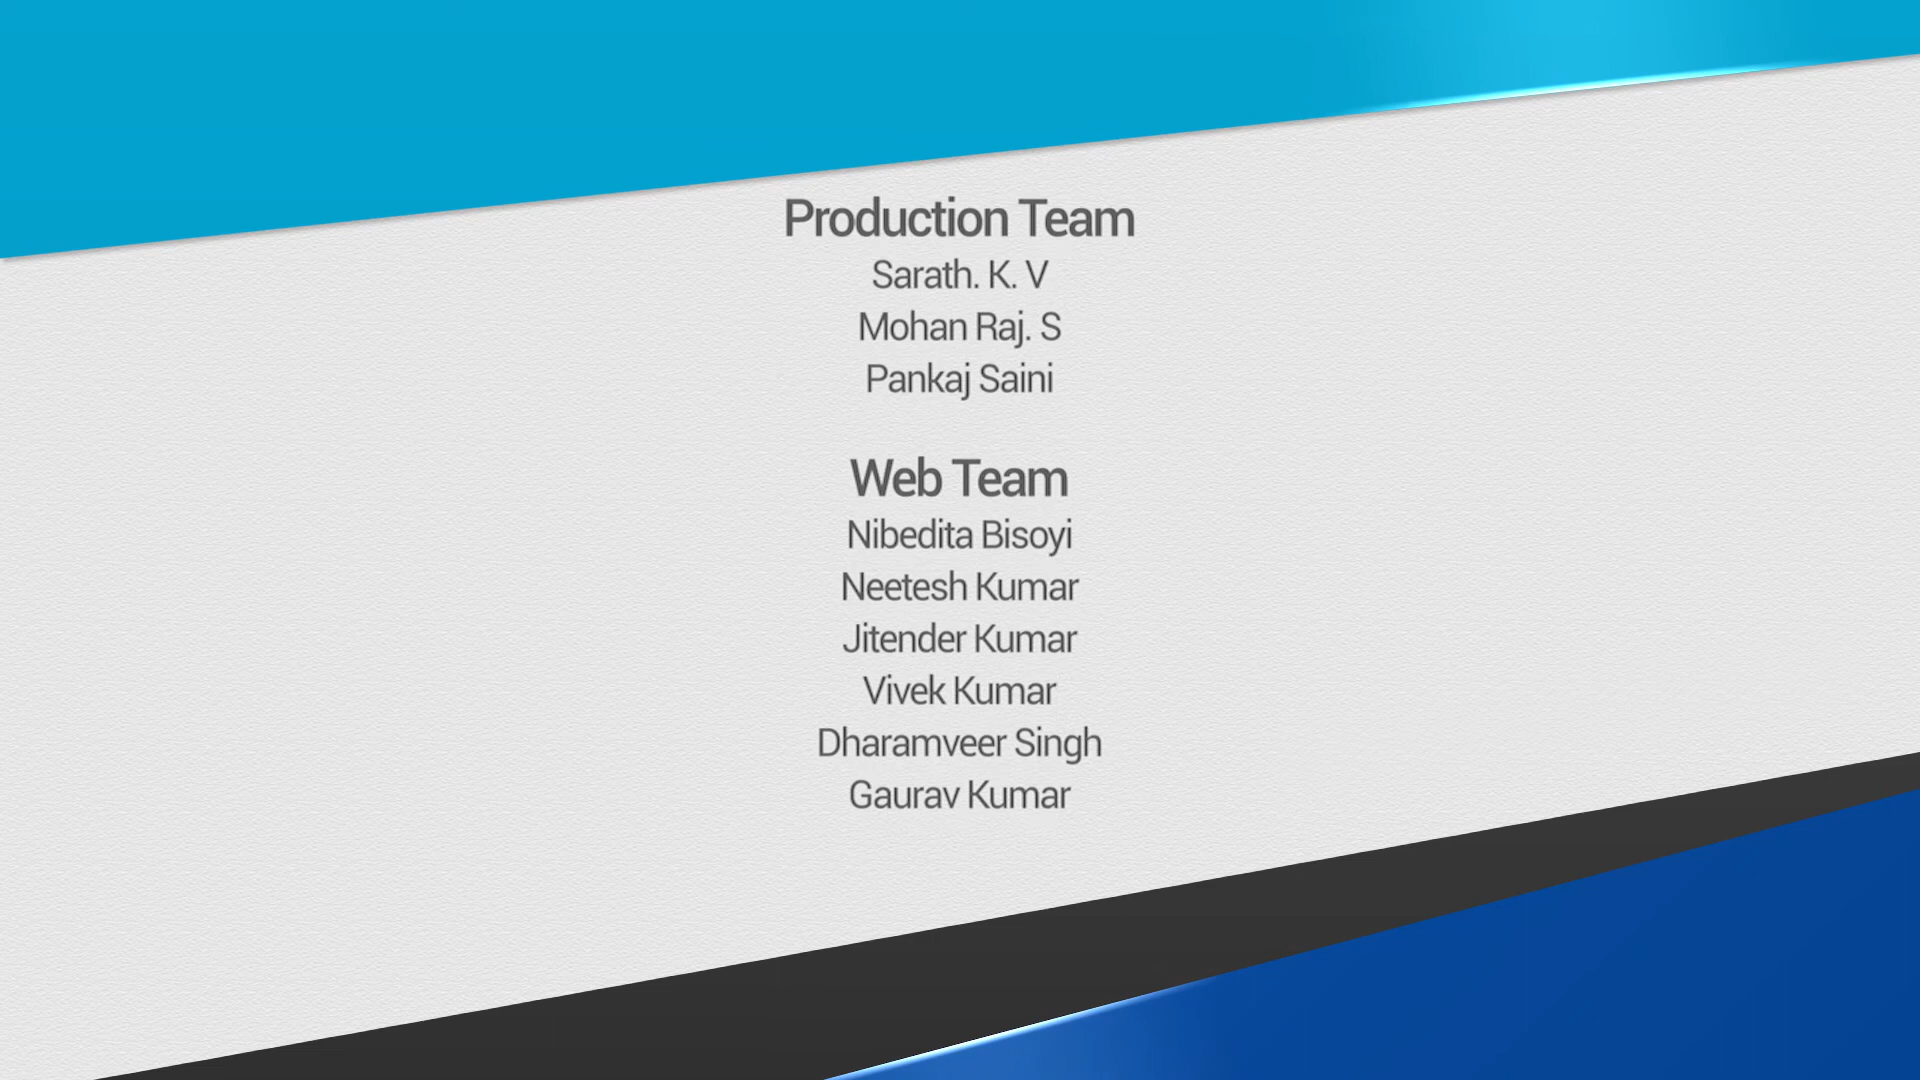 Production Team
Sarath. K. V
Mohan Raj. S
Pankaj Saini
Web Team
Nibedita Bisoyi
Neetesh Kumar
Jitender Kumar
Vivek Kumar
Dharamveer Singh
Gaurav Kumar